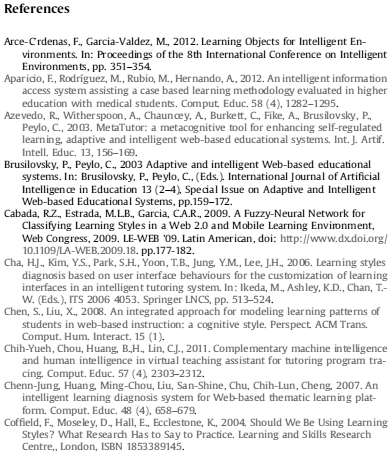 References
Arce-C'rdenas, F., Garcia-Valdez, M., 2012. Learning Objects for Intelligent En-
vironments. In: Proceedings of the 8th International Conference on Intelligent
Environments, pp. 351–354.
Aparicio, F., Rodríguez, M., Rubio, M., Hernando, A., 2012. An intelligent information
access system assisting a case based learning methodology evaluated in higher
education with medical students. Comput. Educ. 58 (4), 1282–1295.
Azevedo, R., Witherspoon, A., Chauncey, A., Burkett, C., Fike, A., Brusilovsky, P.,
Peylo, C., 2003. MetaTutor: a metacognitive tool for enhancing self-regulated
learning, adaptive and intelligent web-based educational systems. Int. J. Artif.
Intell. Educ. 13, 156–169.
Brusilovsky, P., Peylo, C., 2003 Adaptive and intelligent Web-based educational
systems. In: Brusilovsky, P., Peylo, C., (Eds.). International Journal of Artificial
Intelligence in Education 13 (2–4), Special Issue on Adaptive and Intelligent
Web-based Educational Systems, pp.159–172.
Cabada, R.Z., Estrada, M.L.B., Garcia, C.A.R., 2009. A Fuzzy-Neural Network for
Classifying Learning Styles in a Web 2.0 and Mobile Learning Environment,
Web Congress, 2009. LE-WEB '09. Latin American, doi: http://www.dx.doi.org/
10.1109/LA-WEB.2009.18. pp.177-182.
Cha, H.J., Kim, Y.S., Park, S.H., Yoon, T.B., Jung, Y.M., Lee, J.H., 2006. Learning styles
diagnosis based on user interface behaviours for the customization of learning
interfaces in an intelligent tutoring system. In: Ikeda, M., Ashley, K.D., Chan, T.-
W. (Eds.), ITS 2006 4053. Springer LNCS, pp. 513–524.
Chen, S., Liu, X., 2008. An integrated approach for modeling learning patterns of
students in web-based instruction: a cognitive style. Perspect. ACM Trans.
Comput. Hum. Interact. 15 (1).
Chih-Yueh, Chou, Huang, B.,H., Lin, C.J., 2011. Complementary machine intelligence
and human intelligence in virtual teaching assistant for tutoring program tra-
cing. Comput. Educ. 57 (4), 2303–2312.
Chenn-Jung, Huang, Ming-Chou, Liu, San-Shine, Chu, Chih-Lun, Cheng, 2007. An
intelligent learning diagnosis system for Web-based thematic learning plat-
form. Comput. Educ. 48 (4), 658–679.
Coffield, F., Moseley, D., Hall, E., Ecclestone, K., 2004. Should We Be Using Learning
Styles? What Research Has to Say to Practice. Learning and Skills Research
Centre,, London, ISBN 1853389145.